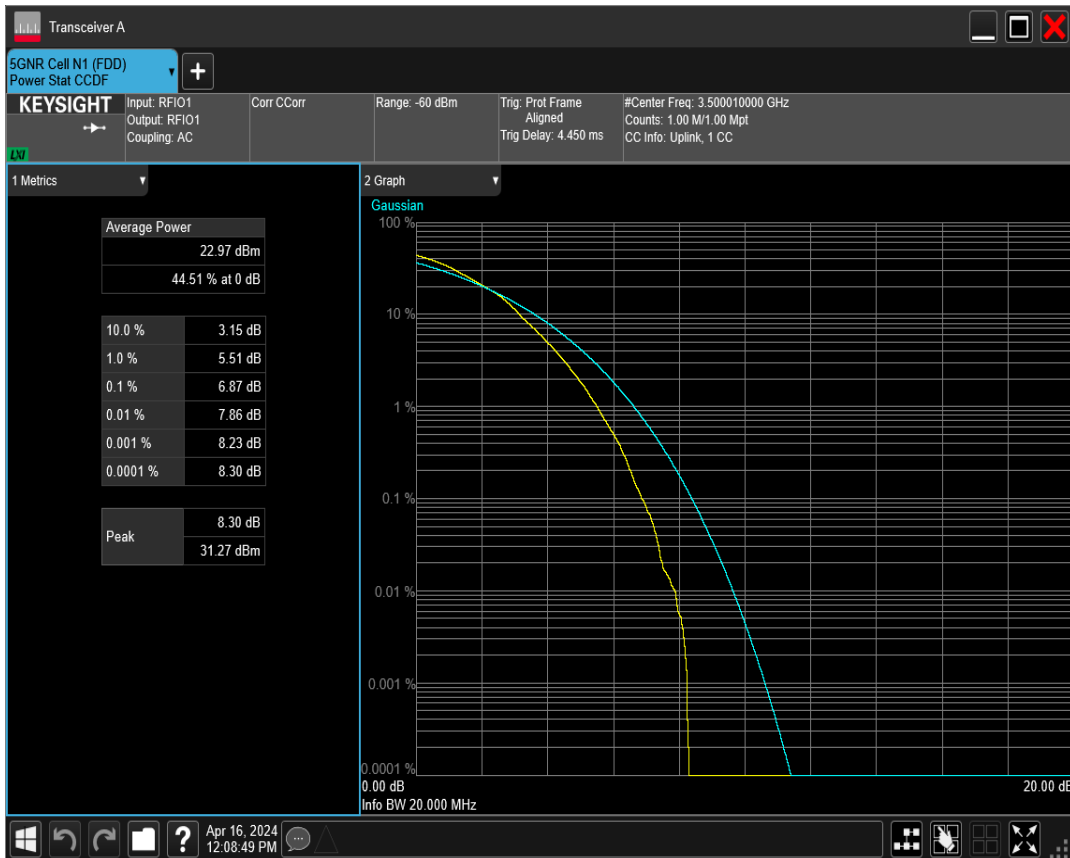 Transceiver A
5GNR Cell N1 (FDD)
Power Stat CCDF
+
KEYSIGHT
LXI
Input: RFIO1
Output: RFIO1
Coupling: AC
Corr CCorr
Range: -60 dBm
Trig: Prot Frame
Aligned
Trig Delay: 4.450 ms
#Center Freq: 3.500010000 GHz
Counts: 1.00 M/1.00 Mpt
CC Info: Uplink, 1 CC
1 Metrics
Average Power
22.97 dBm
44.51 % at 0 dB
10.0 % 3.15 dB
1.0 % 5.51 dB
0.1 % 6.87 dB
0.01 % 7.86 dB
0.001 % 8.23 dB
0.0001 % 8.30 dB
Peak
8.30 dB
31.27 dBm
2 Graph
Gaussian
100 %
10 %
1 %
0.1 %
0.01 %
0.001 %
0.0001 %
0.00 dB 20.00 dB
Info BW 20.000 MHz
?
Apr 16, 2024
12:08:49 PM